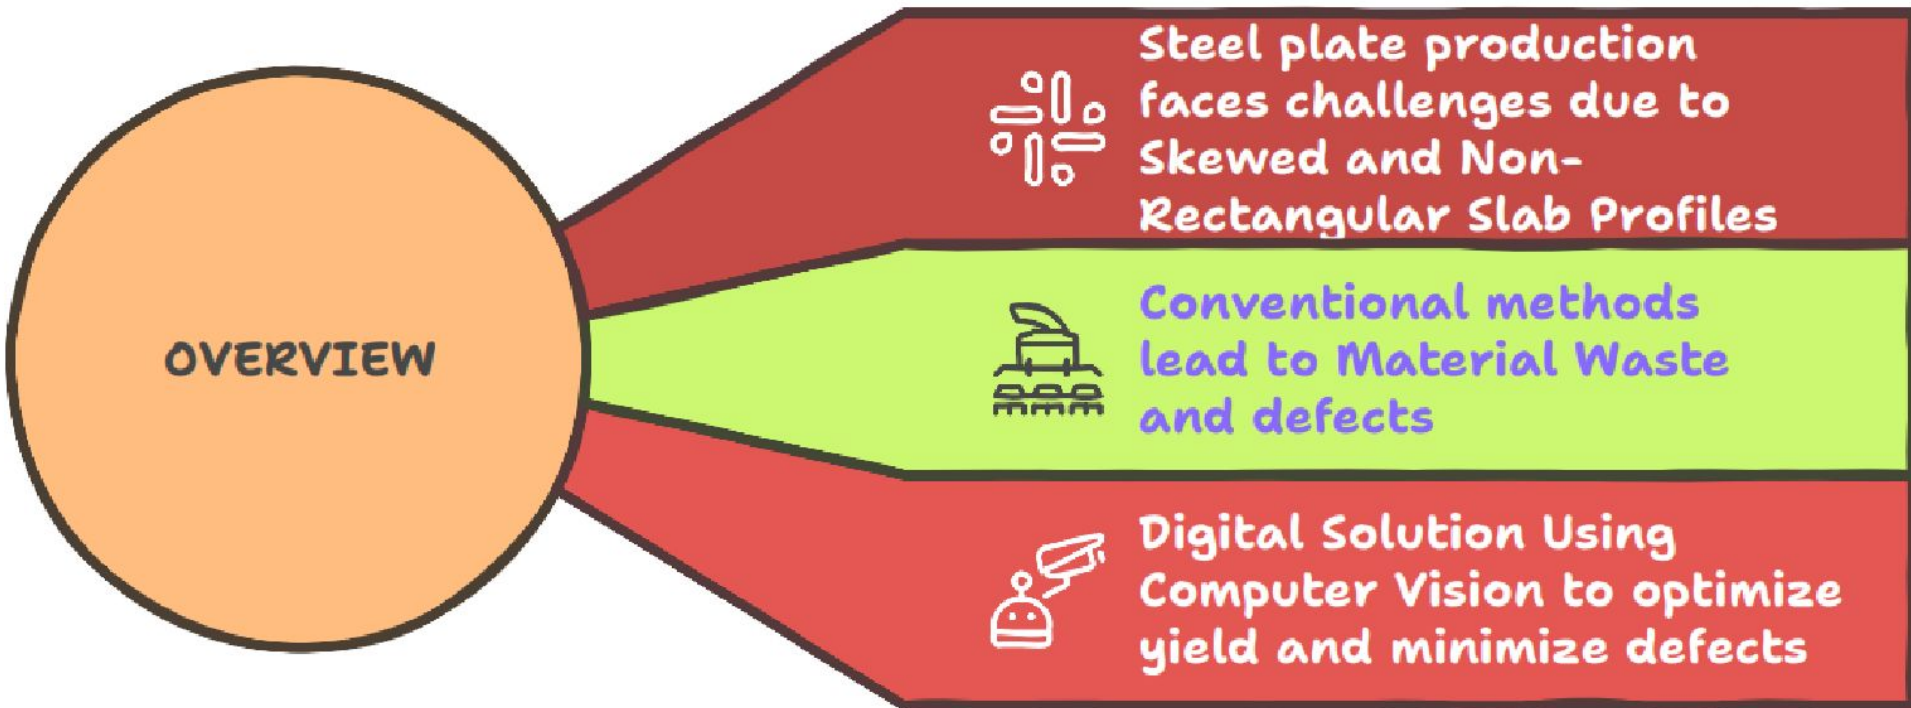 OVERVIEW
Steel plate production
faces challenges due to
Skewed and Non-
Rectangular Slab Profiles
Conventional methods
lead to Material Waste
and defects
Digital Solution Using
Computer Vision to optimize
yield and minimize defects